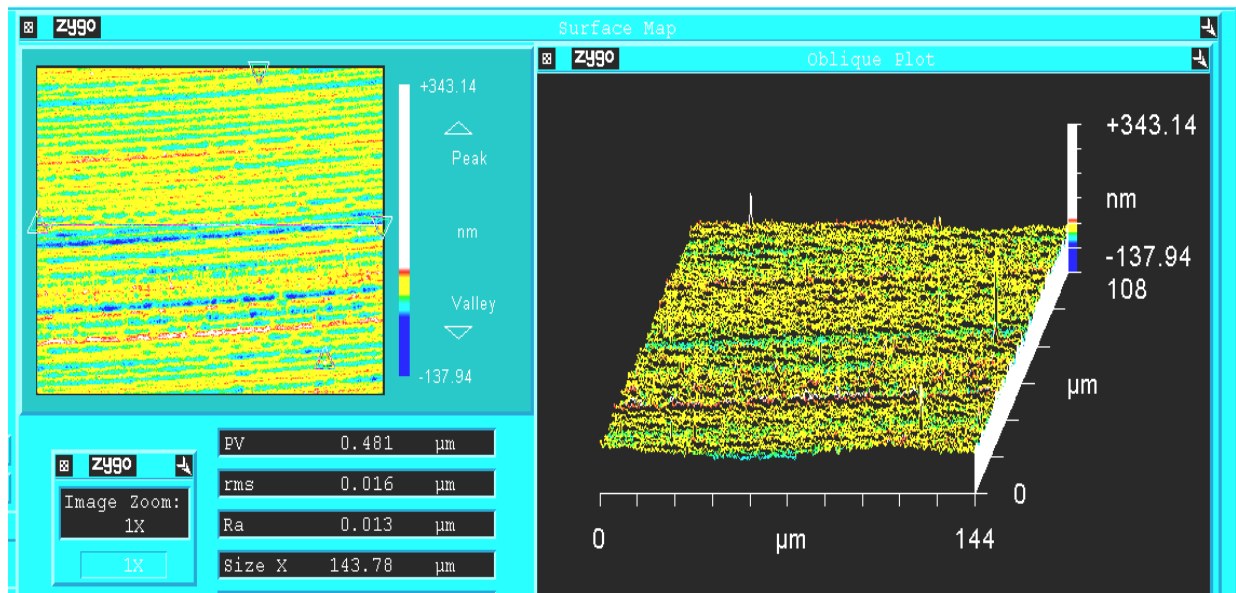 zygo
Surface Map
+343.14
Peak
nm
Valley
-137.94
zygo
Oblique Plot
+343.14
nm
-137.94
108
µm
0
0
µm
144
zygo
Image Zoom:
1X
1X
PV 0.481 µm
rms 0.016 µm
Ra 0.013 µm
Size X 143.78 µm